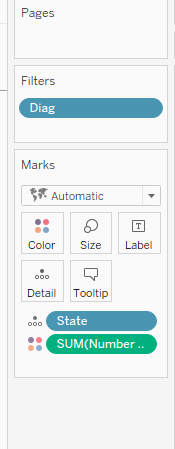 Pages
Filters
Diag
Marks
Automatic
Color Size Label
Detail Tooltip
State
SUM(Number ..